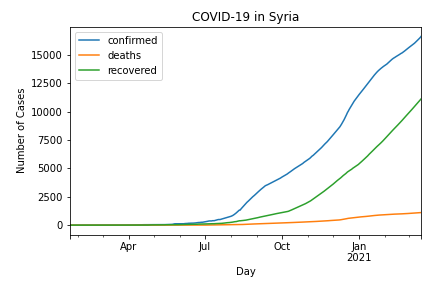 COVID-19 in Syria
confirmed
deaths
recovered
Number of Cases
15000
12500
10000
7500
5000
2500
0
Apr
Jul
Oct
Jan
2021
Day